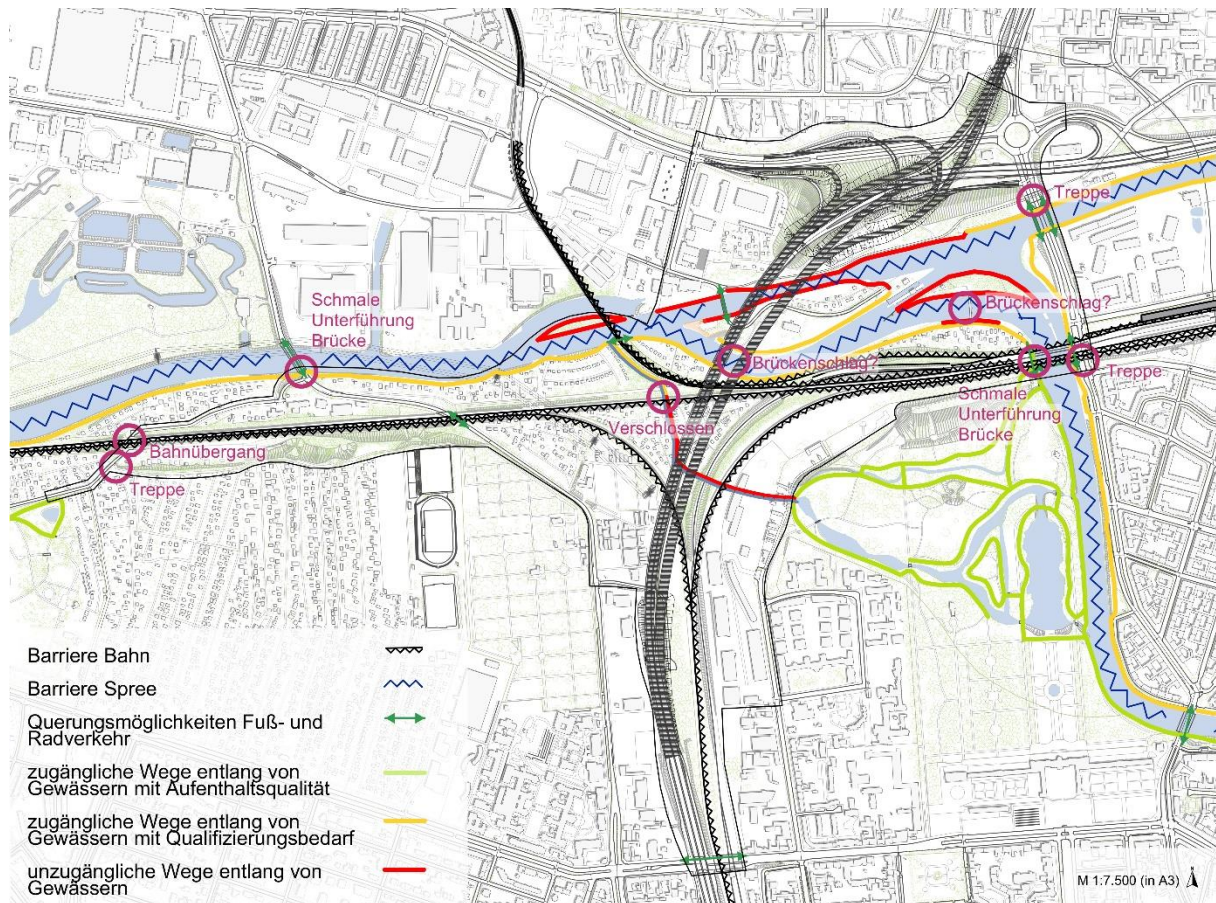 Treppe
Schmale
Unterführung
Brücke
Brückenschlag?
Brückenschlag?
Treppe
Schmale
Unterführung
Brücke
Verschlossen
Bahnübergang
Treppe
Barriere Bahn
Barriere Spree
Querungsmöglichkeiten Fuß- und
Radverkehr
zugängliche Wege entlang von
Gewässern mit Aufenthaltsqualität
zugängliche Wege entlang von
Gewässern mit Qualifizierungsbedarf
unzugängliche Wege entlang von
Gewässern
M 1:7.500 (in A3)